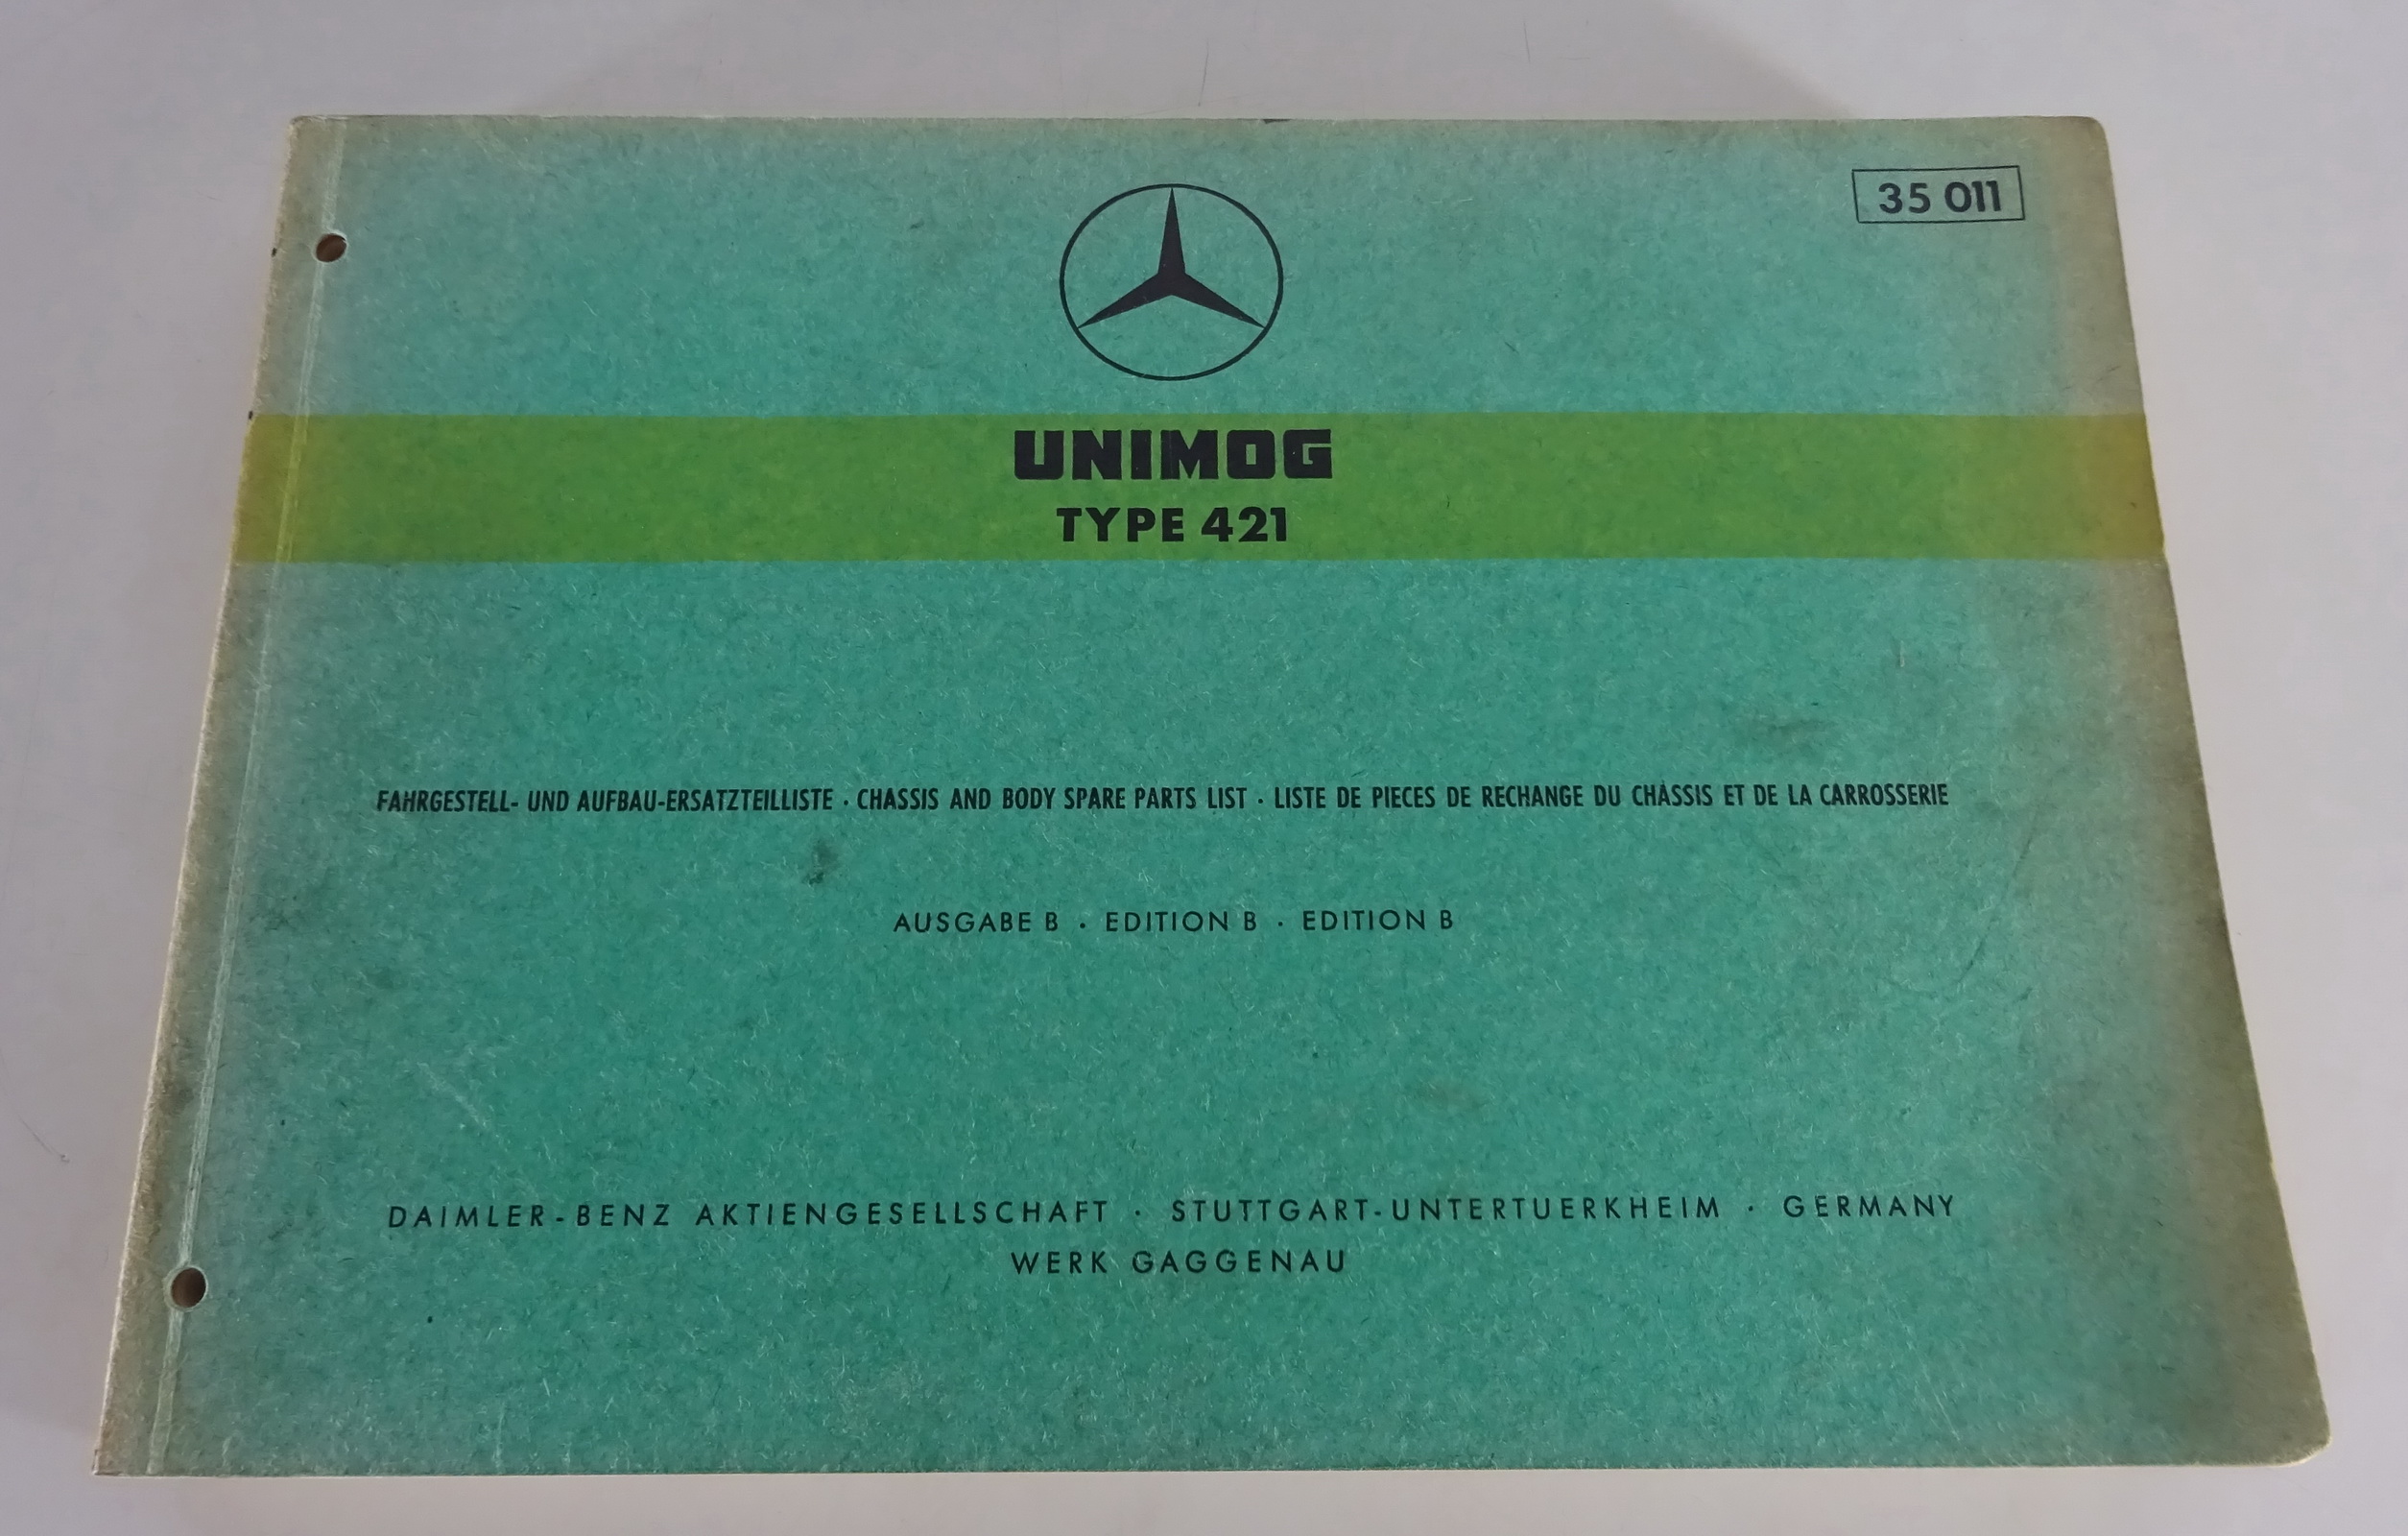 35 011
UNIMOG
TYPE 421
FAHRGESTELL- UND AUFBAU-ERSATZTEILLISTE · CHASSIS AND BODY SPARE PARTS LIST · LISTE DE PIECES DE RECHANGE DU CHÂSSIS ET DE LA CARROSSERIE
AUSGABE B · EDITION B · EDITION B
DAIMLER-BENZ AKTIENGESELLSCHAFT · STUTTGART-UNTERTUERKHEIM · GERMANY
WERK GAGGENAU